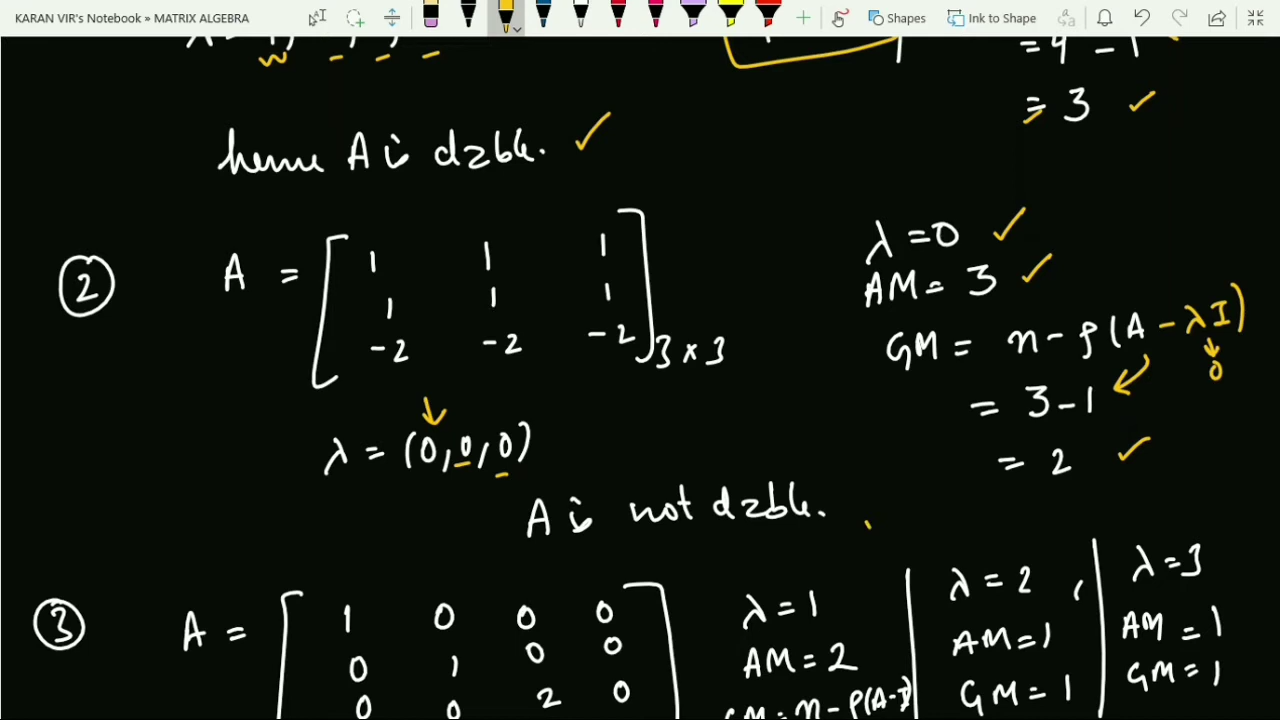 KARAN VIR's Notebook » MATRIX ALGEBRA
Shapes
Ink to Shape
= 4 - 1
= 3 ✓
hence A is dzble. ✓
② A = [ 1 1 1
1 1 1
-2 -2 -2 ]3×3
λ = (0, 0, 0)
λ = 0 ✓
AM = 3 ✓
GM = n - ρ(A - λI)
0
= 3 - 1
= 2 ✓
A is not dzble.
③ A = [ 1 0 0 0
0 1 0 0
0 0 2 0
λ = 1
AM = 2
GM = n - ρ(A-I)
λ = 2,
AM = 1
GM = 1
λ = 3
AM = 1
GM = 1